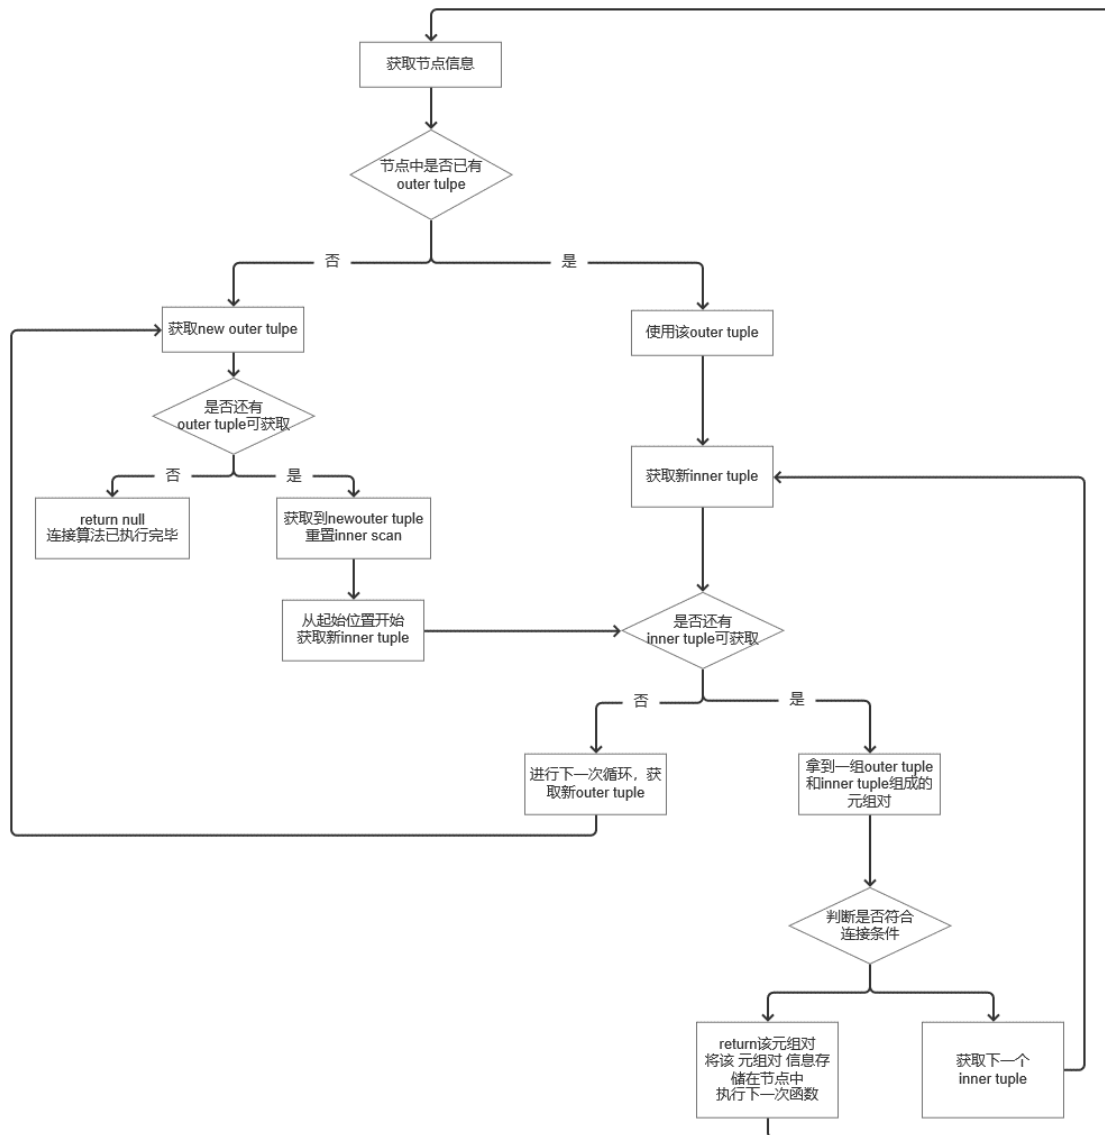 获取节点信息
节点中是否已有
outer tulpe
否
是
获取new outer tulpe
使用该outer tuple
是否还有
outer tuple可获取
否
是
获取新inner tuple
return null
连接算法已执行完毕
获取到newouter tuple
重置inner scan
从起始位置开始
获取新inner tuple
是否还有
inner tuple可获取
否
是
进行下一次循环，获
取新outer tuple
拿到一组outer tuple
和inner tuple组成的
元组对
判断是否符合
连接条件
return该元组对
将该 元组对 信息存
储在节点中
执行下一次函数
获取下一个
inner tuple